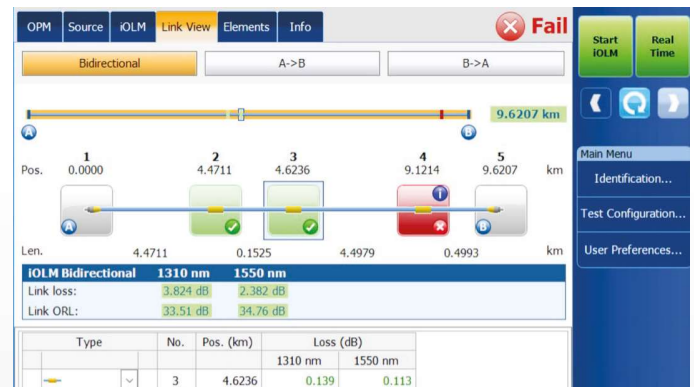 OPM Source iOLM Link View Elements Info Fail
Start iOLM Real Time
Bidirectional A->B B->A
9.6207 km
A B
Main Menu
1 2 3 4 5
Pos. 0.0000 4.4711 4.6236 9.1214 9.6207 km
Identification...
A B
Test Configuration...
Len. 4.4711 0.1525 4.4979 0.4993 km
User Preferences...
iOLM Bidirectional 1310 nm 1550 nm
Link loss: 3.824 dB 2.382 dB
Link ORL: 33.51 dB 34.76 dB
Type No. Pos. (km) Loss (dB)
1310 nm 1550 nm
3 4.6236 0.139 0.113